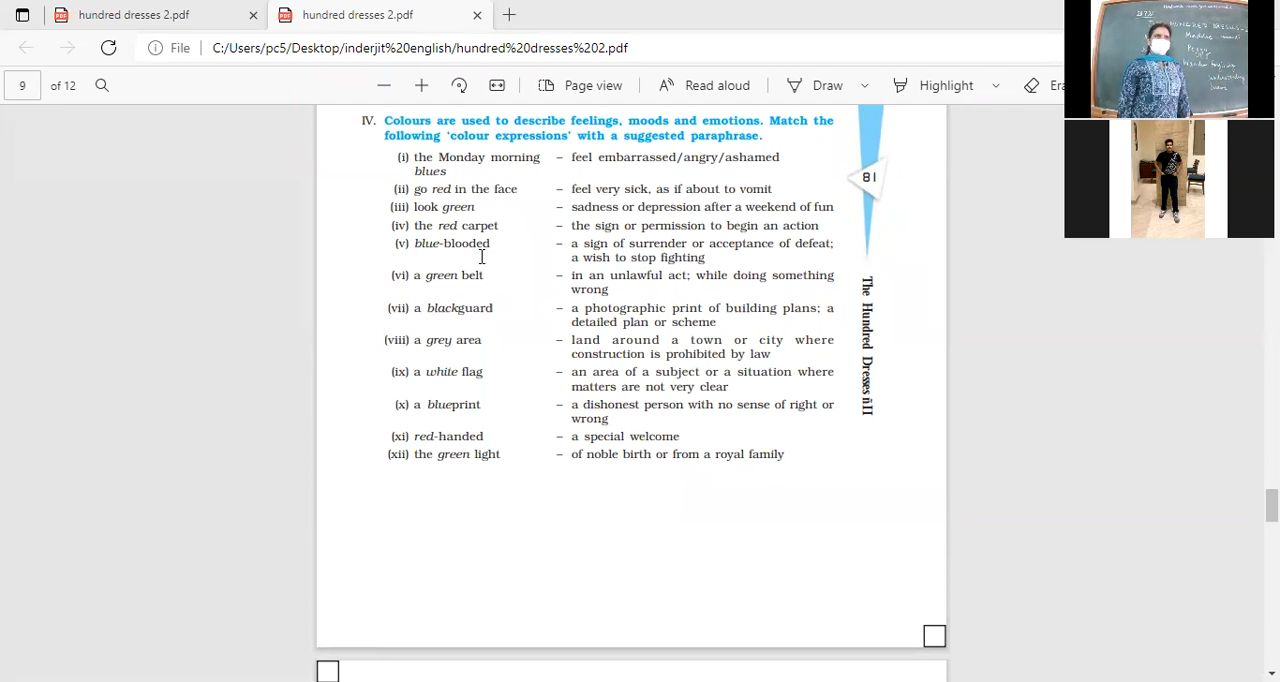 hundred dresses 2.pdf
hundred dresses 2.pdf
File
C:/Users/pc5/Desktop/inderjit%20english/hundred%20dresses%202.pdf
9 of 12
Page view
Read aloud
Draw
Highlight
Era
IV. Colours are used to describe feelings, moods and emotions. Match the
following ‘colour expressions’ with a suggested paraphrase.
(i) the Monday morning – feel embarrassed/angry/ashamed
blues
(ii) go red in the face – feel very sick, as if about to vomit
(iii) look green – sadness or depression after a weekend of fun
(iv) the red carpet – the sign or permission to begin an action
(v) blue-blooded – a sign of surrender or acceptance of defeat;
a wish to stop fighting
(vi) a green belt – in an unlawful act; while doing something
wrong
(vii) a blackguard – a photographic print of building plans; a
detailed plan or scheme
(viii) a grey area – land around a town or city where
construction is prohibited by law
(ix) a white flag – an area of a subject or a situation where
matters are not very clear
(x) a blueprint – a dishonest person with no sense of right or
wrong
(xi) red-handed – a special welcome
(xii) the green light – of noble birth or from a royal family
81
The Hundred Dresses ñ II
HUNDRED DRESSES
Maddie
Peggy